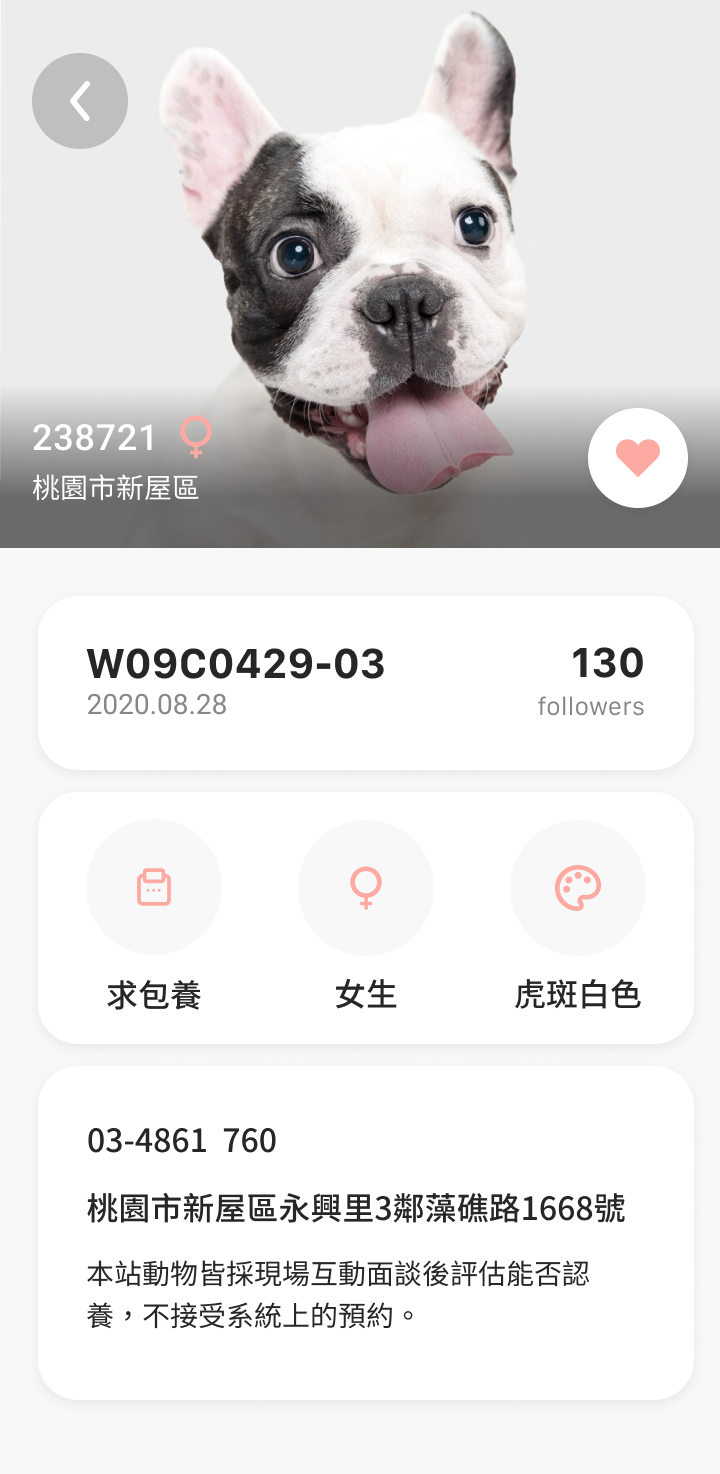 238721
桃園市新屋區
W09C0429-03
130
2020.08.28
followers
求包養
女生
虎斑白色
03-4861 760
桃園市新屋區永興里3鄰藻礁路1668號
本站動物皆採現場互動面談後評估能否認
養，不接受系統上的預約。